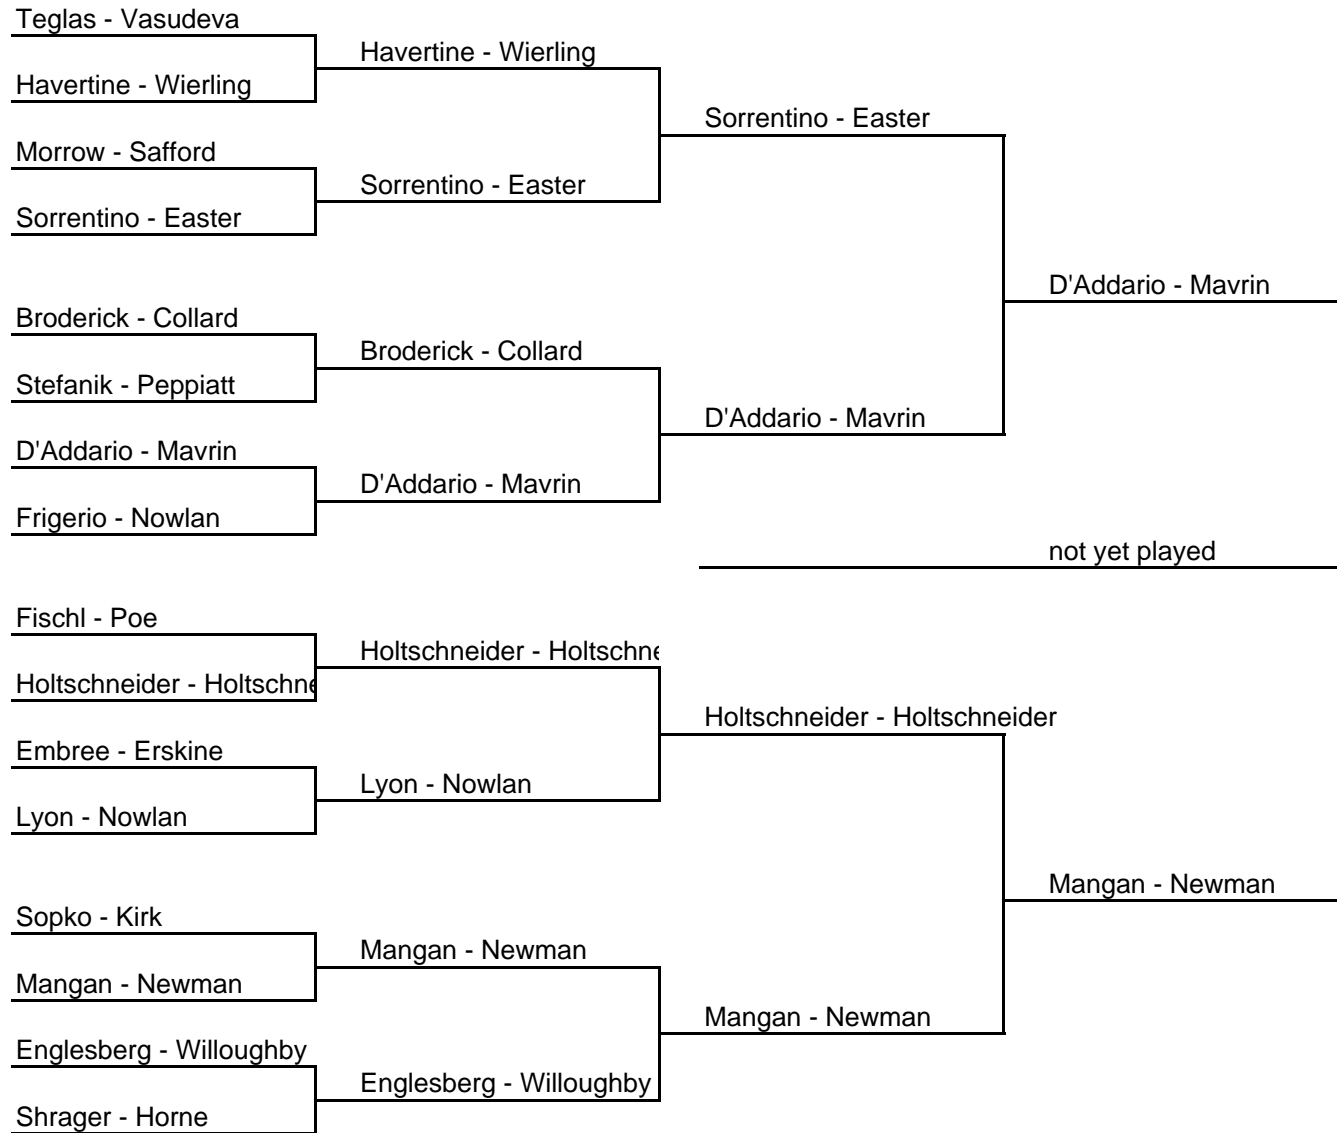 Teglas - Vasudeva
Havertine - Wierling
Havertine - Wierling
Sorrentino - Easter
Morrow - Safford
Sorrentino - Easter
Sorrentino - Easter
D'Addario - Mavrin
Broderick - Collard
Broderick - Collard
Stefanik - Peppiatt
D'Addario - Mavrin
D'Addario - Mavrin
D'Addario - Mavrin
Frigerio - Nowlan
not yet played
Fischl - Poe
Holtschneider - Holtschne
Holtschneider - Holtschne
Holtschneider - Holtschneider
Embree - Erskine
Lyon - Nowlan
Lyon - Nowlan
Mangan - Newman
Sopko - Kirk
Mangan - Newman
Mangan - Newman
Mangan - Newman
Englesberg - Willoughby
Englesberg - Willoughby
Shrager - Horne